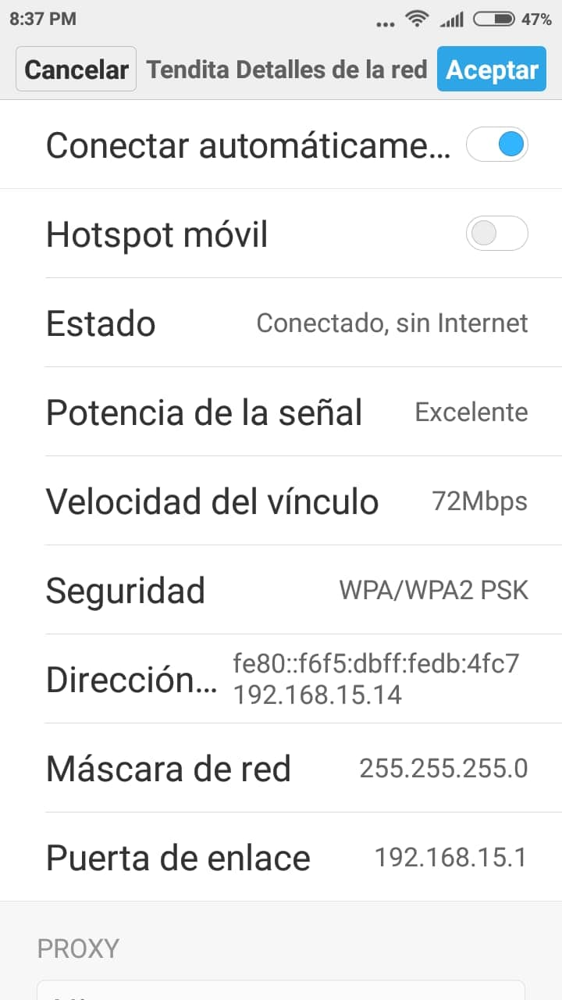 8:37 PM ... 47%
Cancelar Tendita Detalles de la red Aceptar
Conectar automáticame...
Hotspot móvil
Estado Conectado, sin Internet
Potencia de la señal Excelente
Velocidad del vínculo 72Mbps
Seguridad WPA/WPA2 PSK
Dirección... fe80::f6f5:dbff:fedb:4fc7
192.168.15.14
Máscara de red 255.255.255.0
Puerta de enlace 192.168.15.1
PROXY